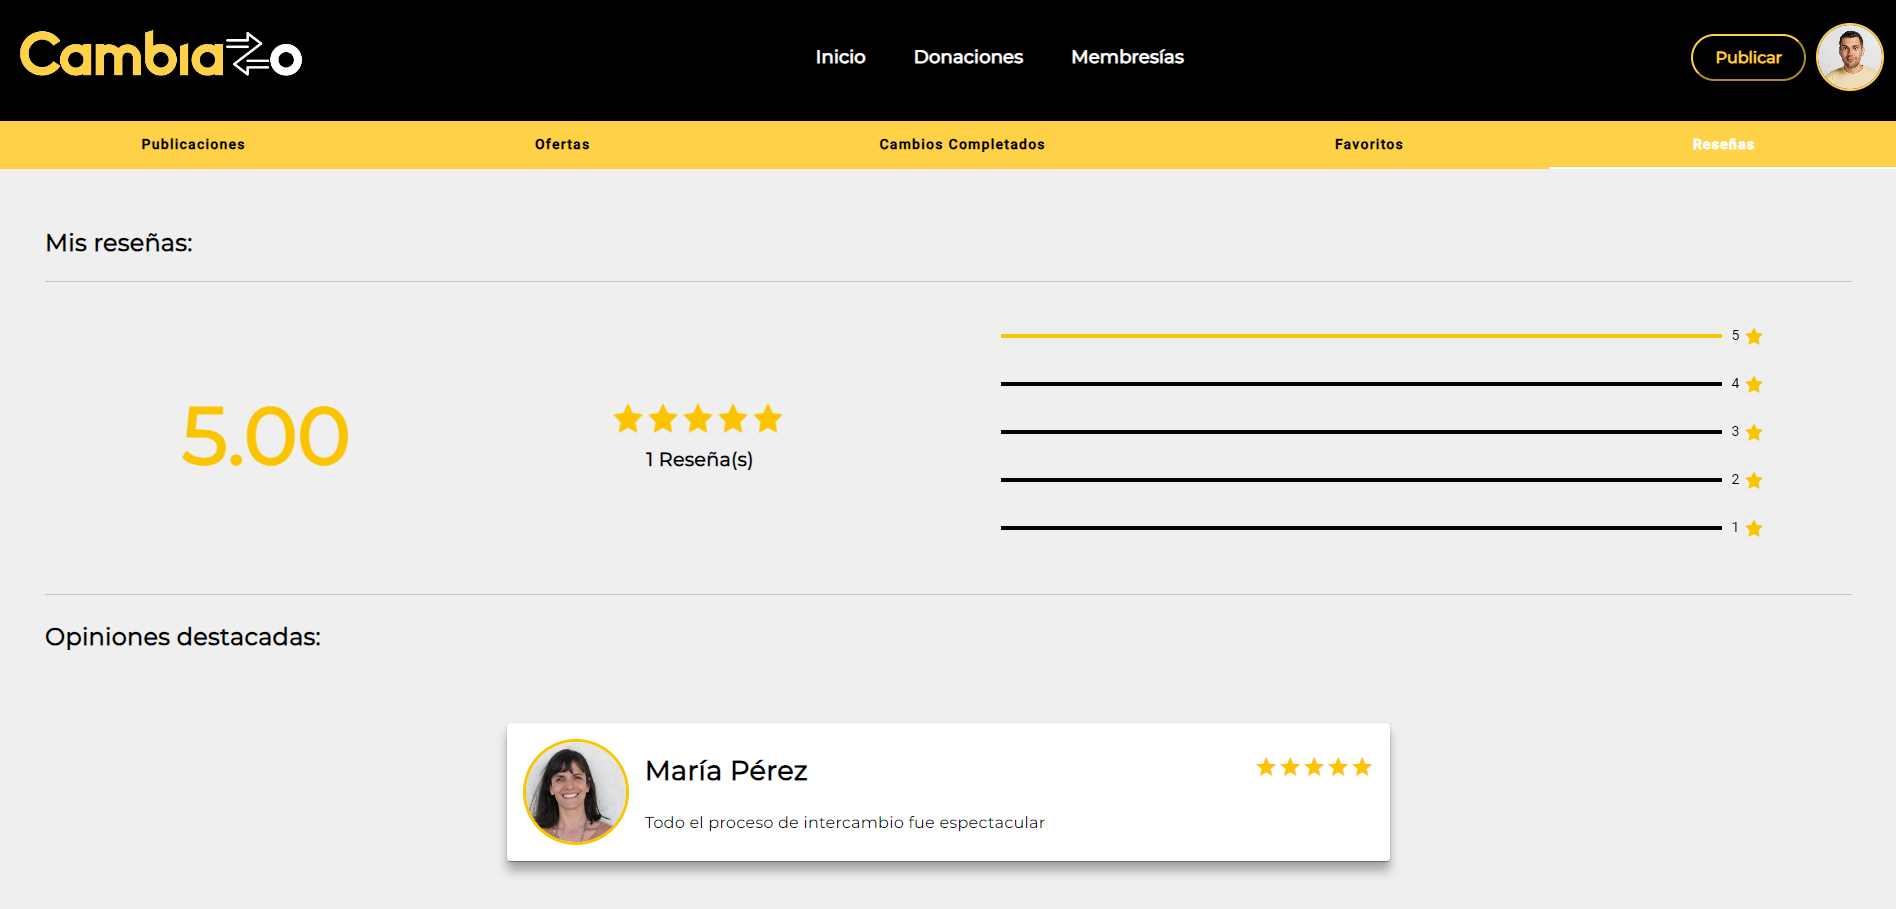 Cambiazo
Inicio Donaciones Membresías Publicar
Publicaciones Ofertas Cambios Completados Favoritos Reseñas
Mis reseñas:
5
4
5.00
1 Reseña(s)
3
2
1
Opiniones destacadas:
María Pérez
Todo el proceso de intercambio fue espectacular